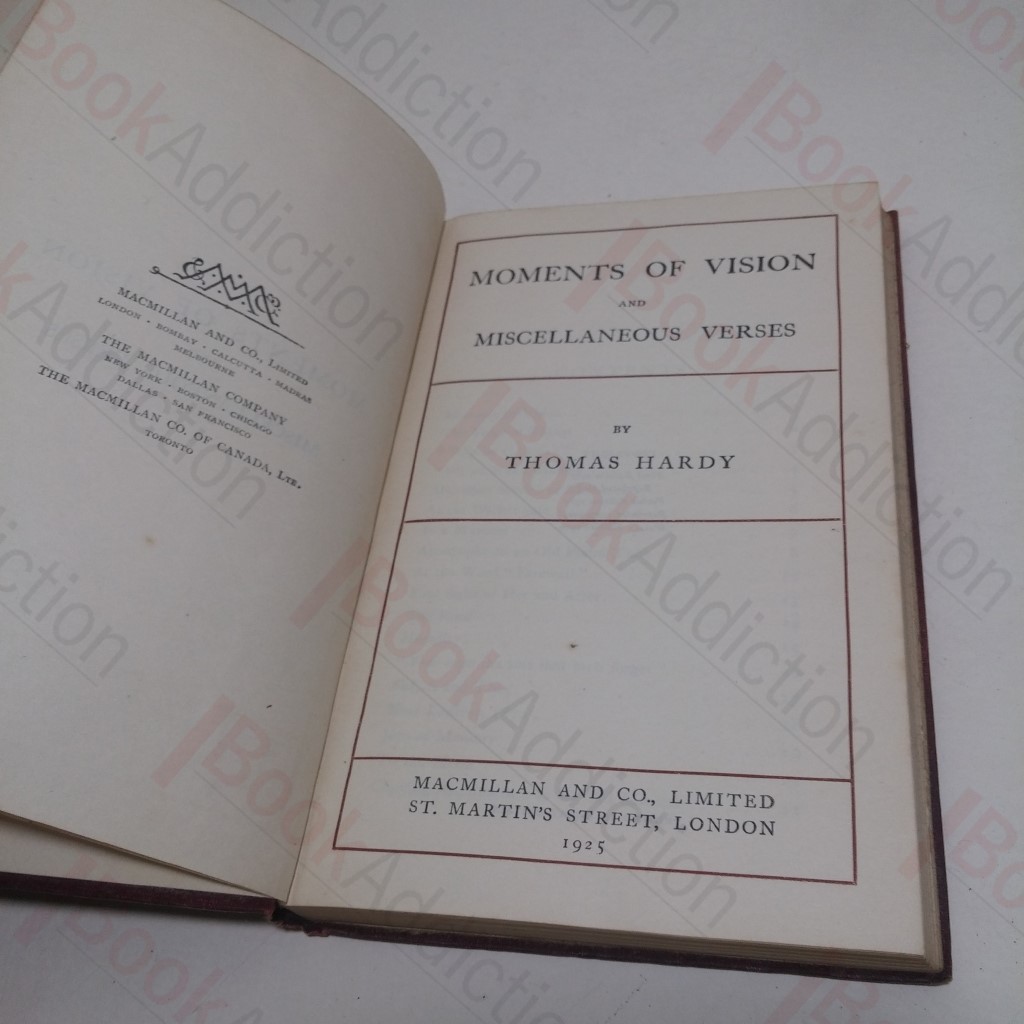 MACMILLAN AND CO., LIMITED
LONDON · BOMBAY · CALCUTTA · MADRAS
MELBOURNE
THE MACMILLAN COMPANY
NEW YORK · BOSTON · CHICAGO
DALLAS · SAN FRANCISCO
THE MACMILLAN CO. OF CANADA, LTD.
TORONTO
MOMENTS OF VISION
AND
MISCELLANEOUS VERSES
BY
THOMAS HARDY
MACMILLAN AND CO., LIMITED
ST. MARTIN'S STREET, LONDON
1925
BookAddiction